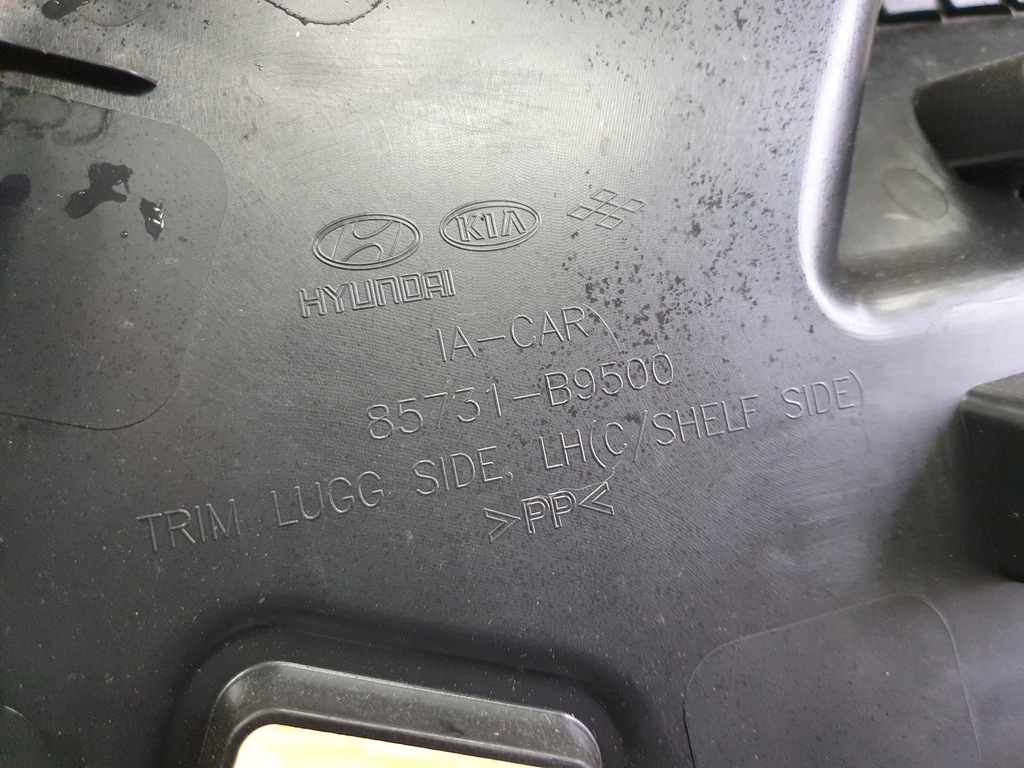 KIA
HYUNDAI
IA-CAR)
85731-B9500
TRIM LUGG SIDE, LH(C/SHELF SIDE)
>PP<